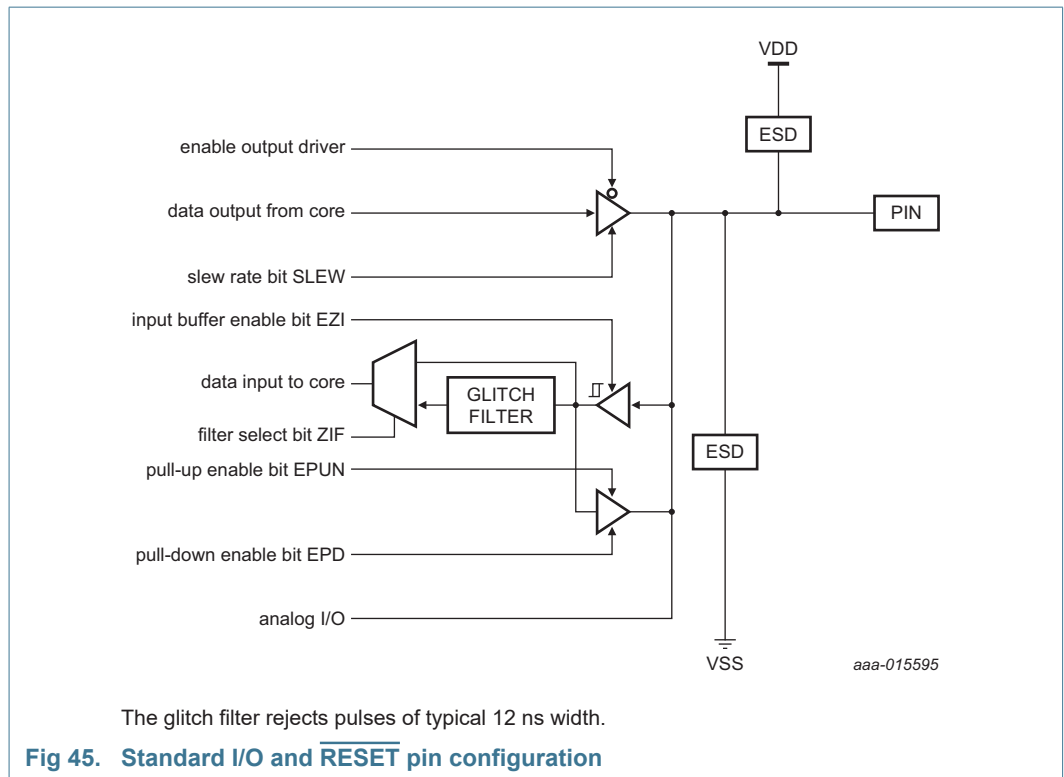 VDD
ESD
enable output driver
data output from core
PIN
slew rate bit SLEW
input buffer enable bit EZI
data input to core
GLITCH
FILTER
filter select bit ZIF
ESD
pull-up enable bit EPUN
pull-down enable bit EPD
analog I/O
VSS
aaa-015595
The glitch filter rejects pulses of typical 12 ns width.
Fig 45. Standard I/O and RESET pin configuration